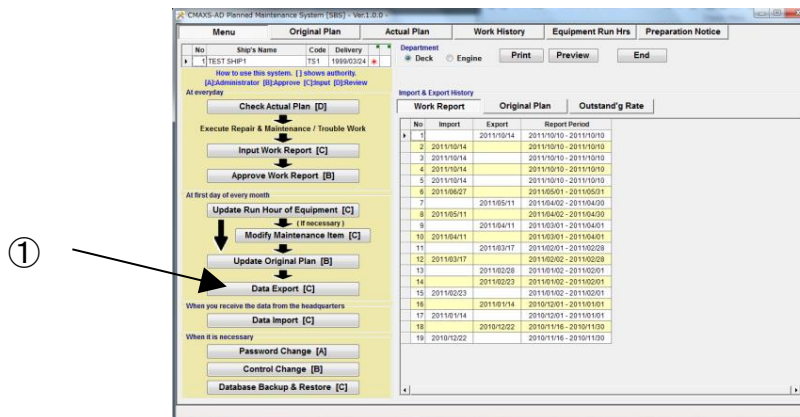 CMAXS-AD Planned Maintenance System [SBS] - Ver.1.0.0 -
Menu Original Plan Actual Plan Work History Equipment Run Hrs Preparation Notice
No Ship's Name Code Delivery
1 TEST SHIP1 TS1 1999/03/24 *
Department
Deck Engine Print Preview End
How to use this system. [ ] shows authority.
[A]:Administrator [B]:Approve [C]:Input [D]:Review
At everyday
Check Actual Plan [D]
Execute Repair & Maintenance / Trouble Work
Input Work Report [C]
Approve Work Report [B]
At first day of every month
Update Run Hour of Equipment [C]
( If necessary )
Modify Maintenance Item [C]
Update Original Plan [B]
①
Data Export [C]
When you receive the data from the headquarters
Data Import [C]
When it is necessary
Password Change [A]
Control Change [B]
Database Backup & Restore [C]
Import & Export History
Work Report Original Plan Outstand'g Rate
No Import Export Report Period
1 2011/10/14 2011/10/10 - 2011/10/10
2 2011/10/14 2011/10/10 - 2011/10/10
3 2011/10/14 2011/10/10 - 2011/10/10
4 2011/10/14 2011/10/10 - 2011/10/10
5 2011/10/14 2011/10/10 - 2011/10/10
6 2011/06/27 2011/05/01 - 2011/05/31
7 2011/05/11 2011/04/02 - 2011/04/30
8 2011/05/11 2011/04/02 - 2011/04/30
9 2011/04/11 2011/03/01 - 2011/04/01
10 2011/04/11 2011/03/01 - 2011/04/01
11 2011/03/17 2011/02/01 - 2011/02/28
12 2011/03/17 2011/02/02 - 2011/02/28
13 2011/02/28 2011/01/02 - 2011/02/01
14 2011/02/23 2011/01/02 - 2011/02/01
15 2011/02/23 2011/01/02 - 2011/02/01
16 2011/01/14 2010/12/01 - 2011/01/01
17 2011/01/14 2010/12/01 - 2011/01/01
18 2010/12/22 2010/11/16 - 2010/11/30
19 2010/12/22 2010/11/16 - 2010/11/30